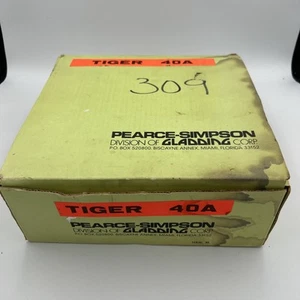 TIGER 40A
309
PEARCE-SIMPSON
DIVISION OF GLADDING CORP.
P.O. BOX 520800, BISCAYNE ANNEX, MIAMI, FLORIDA 33152
TIGER 40A
PEARCE-SIMPSON
DIVISION OF GLADDING CORP.